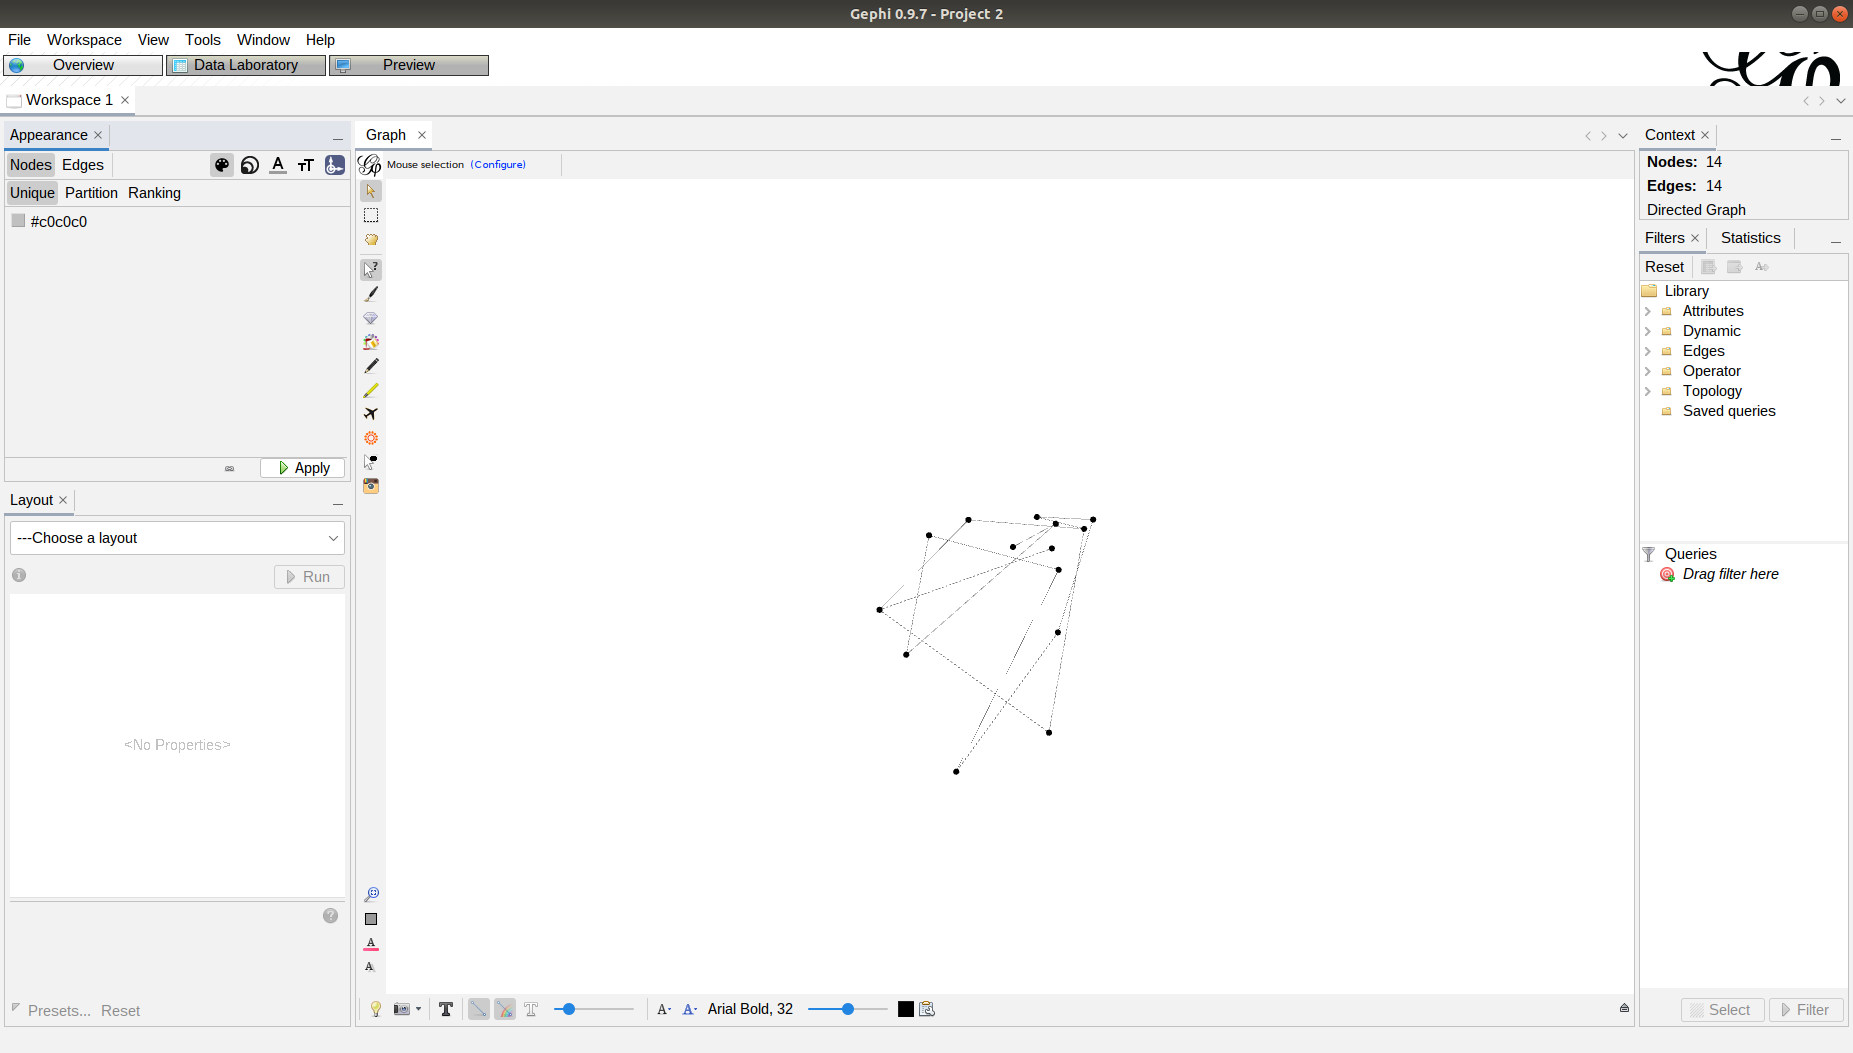 Gephi 0.9.7 - Project 2
File Workspace View Tools Window Help
Overview Data Laboratory Preview
Workspace 1
Appearance
Nodes Edges
Unique Partition Ranking
#c0c0c0
Apply
Layout
---Choose a layout
Run
<No Properties>
Presets... Reset
Graph
Mouse selection (Configure)
Arial Bold, 32
Context
Nodes: 14
Edges: 14
Directed Graph
Filters Statistics
Reset
Library
Attributes
Dynamic
Edges
Operator
Topology
Saved queries
Queries
Drag filter here
Select Filter